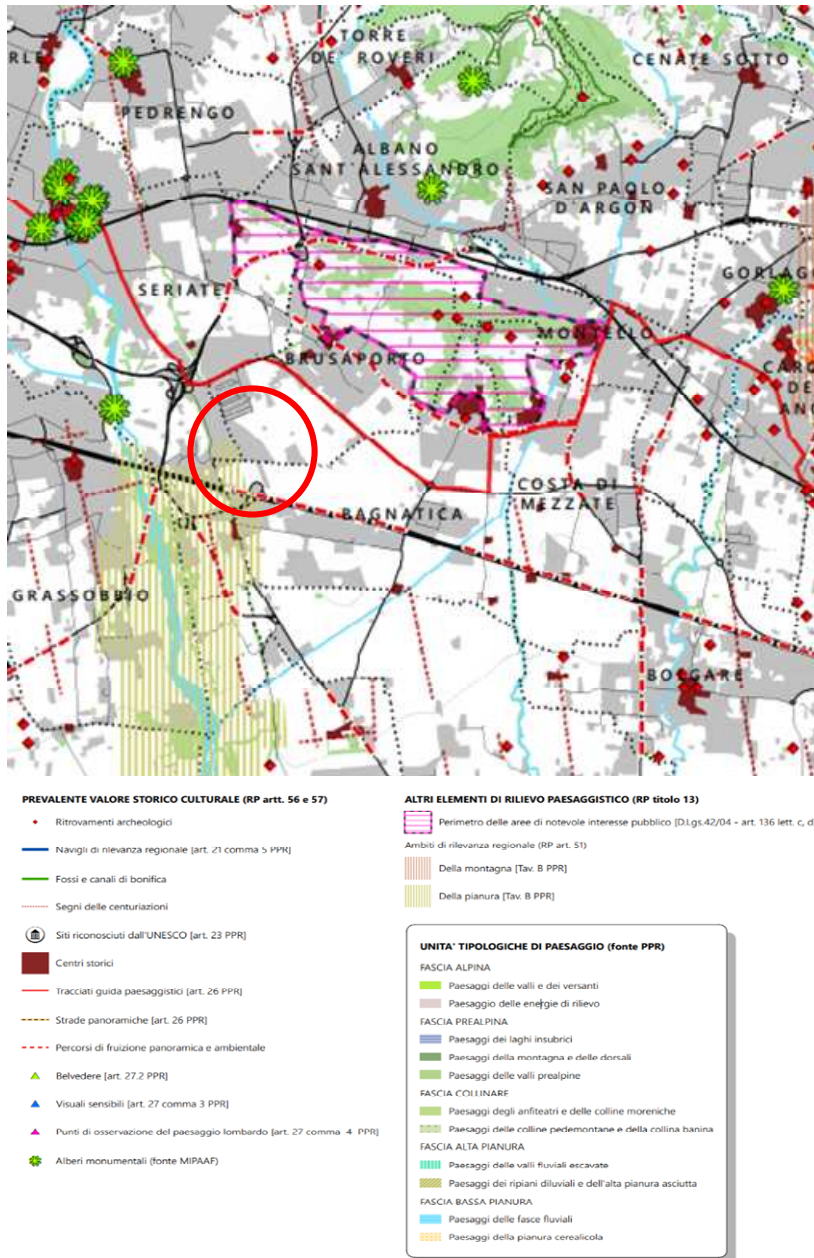 TORRE
DE' ROVERI
CENATE SOTTO
PEDRENGO
ALBANO
SANT'ALESSANDRO
SAN PAOLO
D'ARGON
GORLAGO
SERIATE
MONTELLO
BRUSAPORTO
COSTA DI
MEZZATE
BAGNATICA
GRASSOBBIO
BOLGARE
PREVALENTE VALORE STORICO CULTURALE (RP artt. 56 e 57)
Ritrovamenti archeologici
Navigli di rilevanza regionale [art. 21 comma 5 PPR]
Fossi e canali di bonifica
Segni delle centuriazioni
Siti riconosciuti dall'UNESCO [art. 23 PPR]
Centri storici
Tracciati guida paesaggistici [art. 26 PPR]
Strade panoramiche [art. 26 PPR]
Percorsi di fruizione panoramica e ambientale
Belvedere [art. 27.2 PPR]
Visuali sensibili [art. 27 comma 3 PPR]
Punti di osservazione del paesaggio lombardo [art. 27 comma 4 PPR]
Alberi monumentali (fonte MIPAAF)
ALTRI ELEMENTI DI RILIEVO PAESAGGISTICO (RP titolo 13)
Perimetro delle aree di notevole interesse pubblico [D.Lgs.42/04 - art. 136 lett. c, d
Ambiti di rilevanza regionale (RP art. 51)
Della montagna [Tav. B PPR]
Della pianura [Tav. B PPR]
UNITA' TIPOLOGICHE DI PAESAGGIO (fonte PPR)
FASCIA ALPINA
Paesaggi delle valli e dei versanti
Paesaggio delle energie di rilievo
FASCIA PREALPINA
Paesaggi dei laghi insubrici
Paesaggi della montagna e delle dorsali
Paesaggi delle valli prealpine
FASCIA COLLINARE
Paesaggi degli anfiteatri e delle colline moreniche
Paesaggi delle colline pedemontane e della collina banina
FASCIA ALTA PIANURA
Paesaggi delle valli fluviali escavate
Paesaggi dei ripiani diluviali e dell'alta pianura asciutta
FASCIA BASSA PIANURA
Paesaggi delle fasce fluviali
Paesaggi della pianura cerealicola